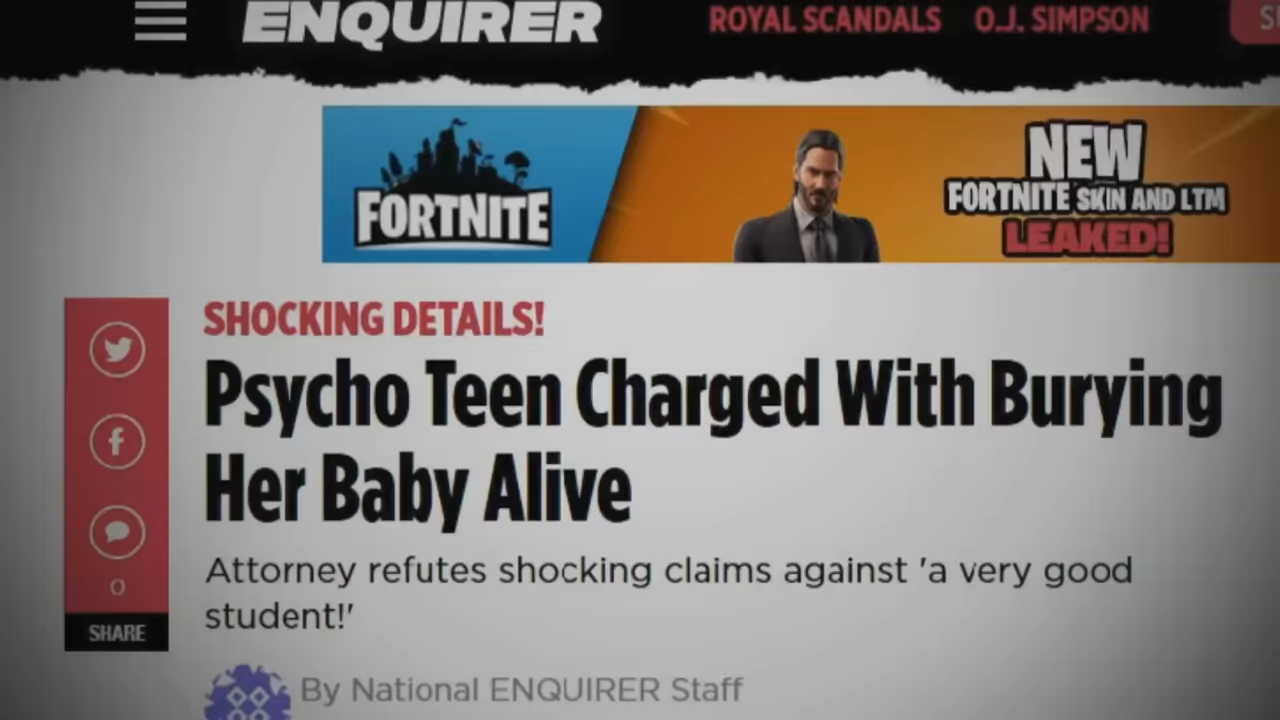 ENQUIRER
ROYAL SCANDALS O.J. SIMPSON
FORTNITE
NEW
FORTNITE SKIN AND LTM
LEAKED!
SHOCKING DETAILS!
Psycho Teen Charged With Burying
Her Baby Alive
Attorney refutes shocking claims against 'a very good
student!'
0
SHARE
By National ENQUIRER Staff